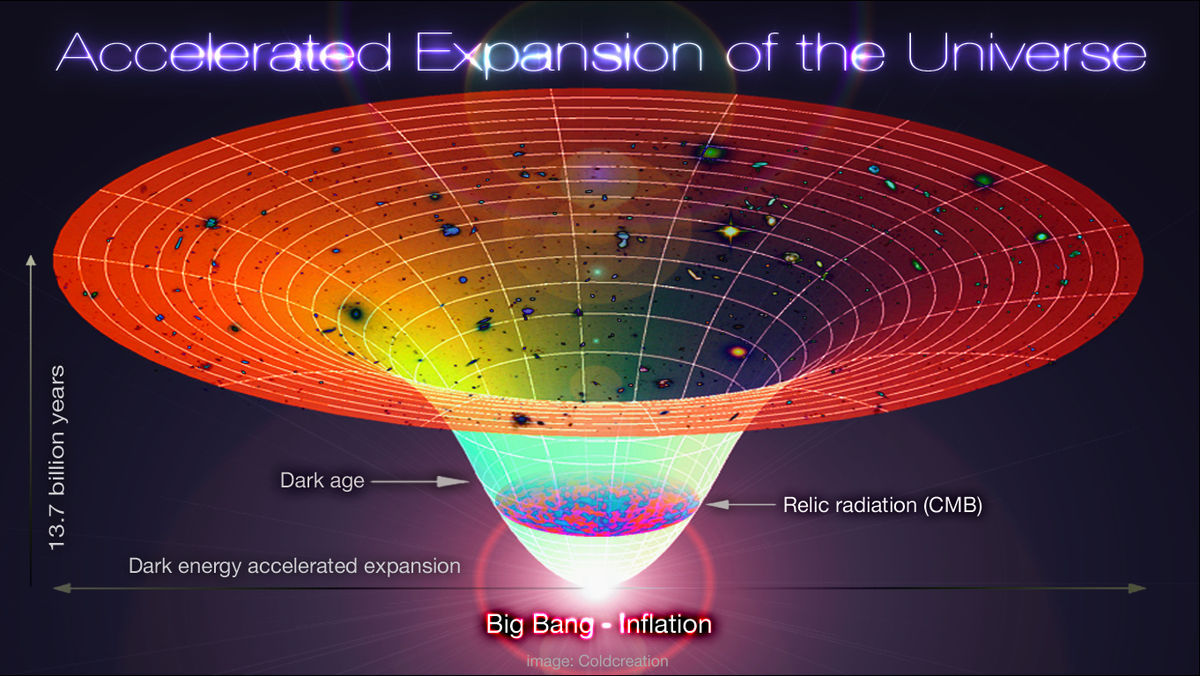 Accelerated Expansion of the Universe
13.7 billion years
Dark age
Relic radiation (CMB)
Dark energy accelerated expansion
Big Bang - Inflation
image: Coldcreation